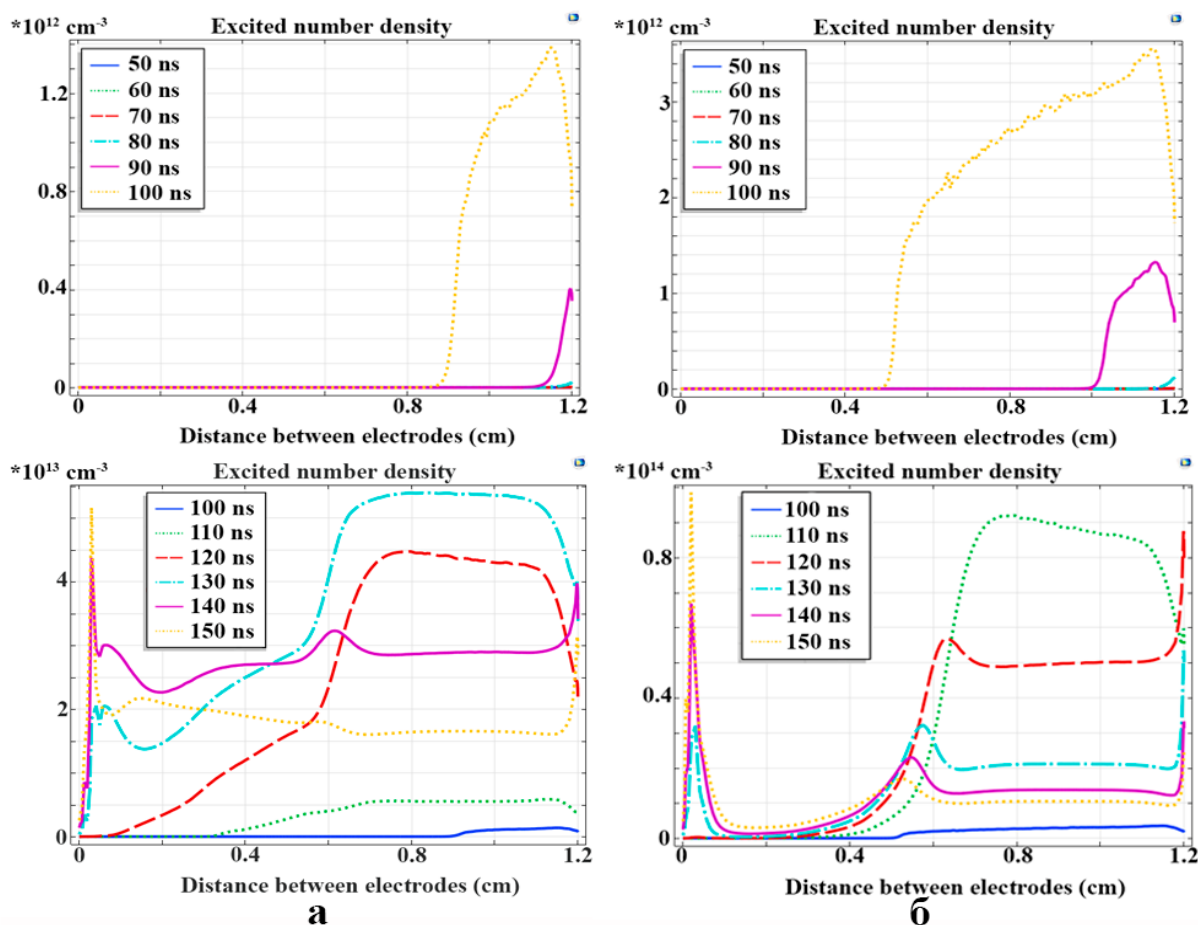 *10¹² cm⁻³
Excited number density
50 ns
60 ns
70 ns
80 ns
90 ns
100 ns
1.2
0.8
0.4
0
0
0.4
0.8
1.2
Distance between electrodes (cm)
*10¹² cm⁻³
Excited number density
50 ns
60 ns
70 ns
80 ns
90 ns
100 ns
3
2
1
0
0
0.4
0.8
1.2
Distance between electrodes (cm)
*10¹³ cm⁻³
Excited number density
100 ns
110 ns
120 ns
130 ns
140 ns
150 ns
4
2
0
0
0.4
0.8
1.2
Distance between electrodes (cm)
а
*10¹⁴ cm⁻³
Excited number density
100 ns
110 ns
120 ns
130 ns
140 ns
150 ns
0.8
0.4
0
0
0.4
0.8
1.2
Distance between electrodes (cm)
б